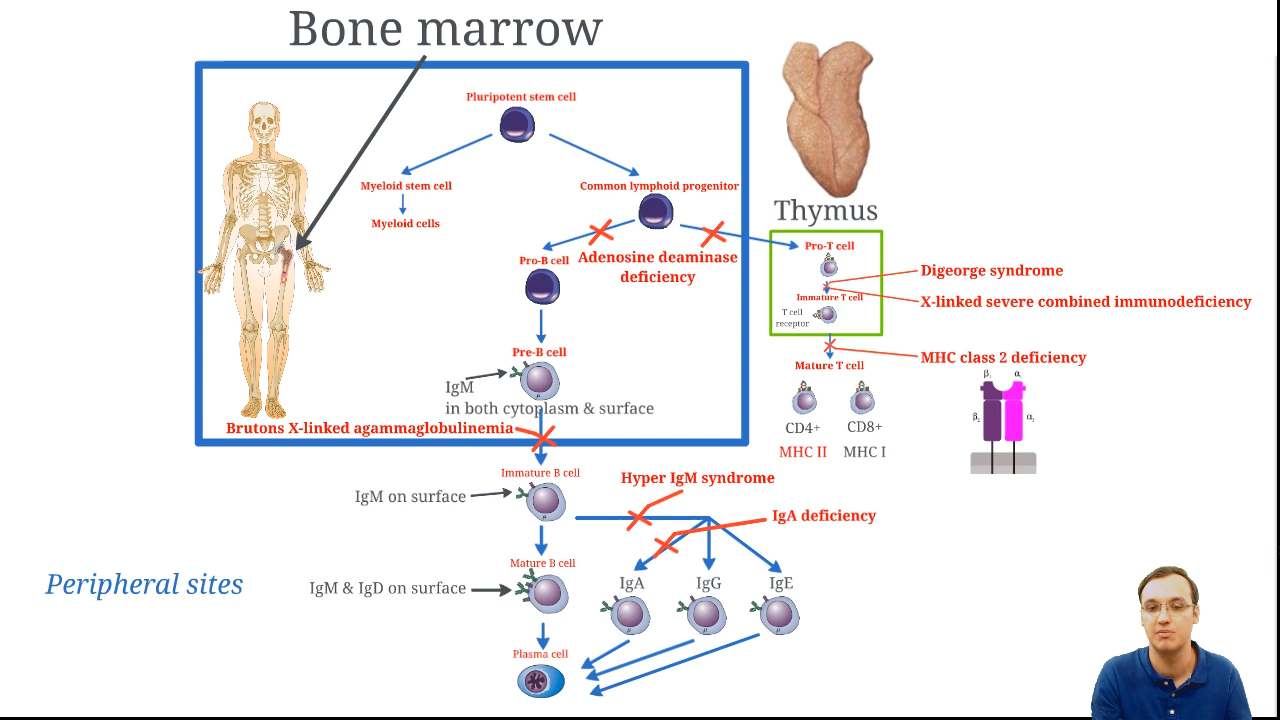 Bone marrow
Pluripotent stem cell
Myeloid stem cell
Common lymphoid progenitor
Myeloid cells
Thymus
Pro-B cell
Adenosine deaminase
deficiency
Pro-T cell
Digeorge syndrome
Immature T cell
X-linked severe combined immunodeficiency
T cell
receptor
Pre-B cell
IgM
in both cytoplasm & surface
μ
Mature T cell
MHC class 2 deficiency
β₁
α₁
β₂
α₂
CD4+
CD8+
MHC II
MHC I
Brutons X-linked agammaglobulinemia
Immature B cell
IgM on surface
μ
Hyper IgM syndrome
IgA deficiency
Mature B cell
IgM & IgD on surface
Peripheral sites
IgA
IgG
IgE
μ
μ
μ
μ
Plasma cell